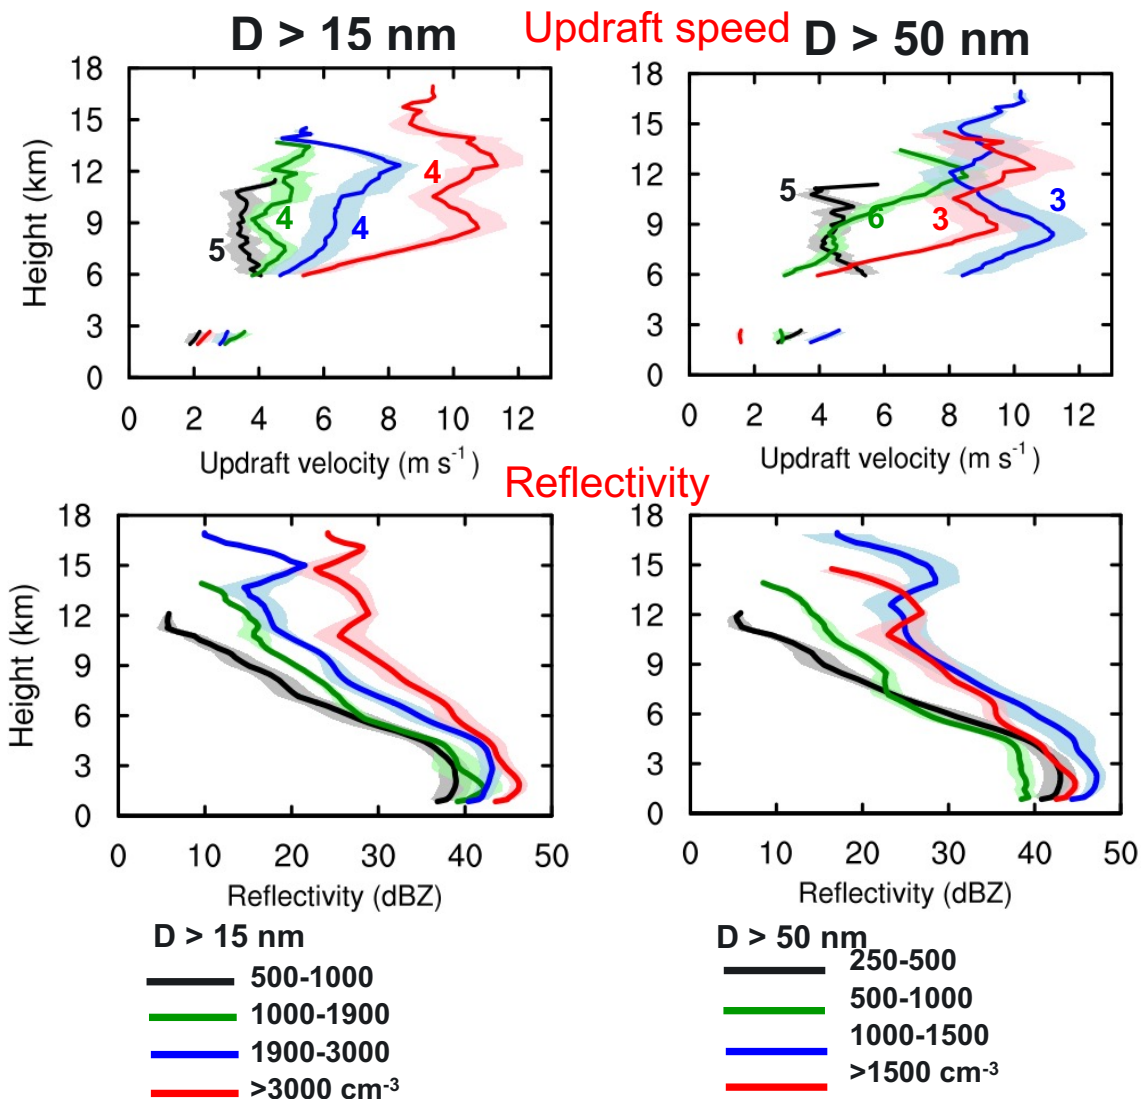 D > 15 nm
Updraft speed
D > 50 nm
18
15
12
9
6
3
0
Height (km)
5
4
4
4
0 2 4 6 8 10 12
Updraft velocity (m s⁻¹)
18
15
12
9
6
3
0
5
6
3
3
0 2 4 6 8 10 12
Updraft velocity (m s⁻¹)
Reflectivity
18
15
12
9
6
3
0
Height (km)
0 10 20 30 40 50
Reflectivity (dBZ)
18
15
12
9
6
3
0
0 10 20 30 40 50
Reflectivity (dBZ)
D > 15 nm
500-1000
1000-1900
1900-3000
>3000 cm⁻³
D > 50 nm
250-500
500-1000
1000-1500
>1500 cm⁻³